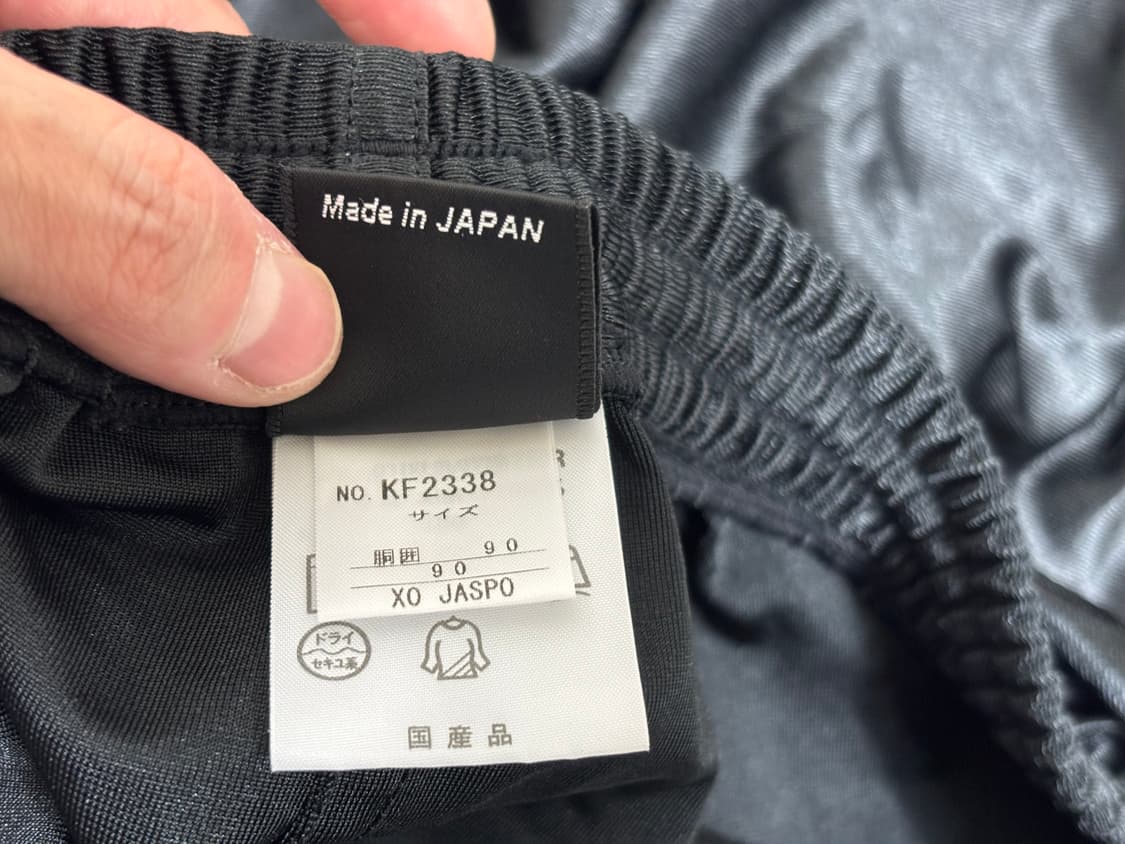 Made in JAPAN
NO. KF2338
サイズ
胴囲 90
90
XO JASPO
ドライ
セキユ系
国産品